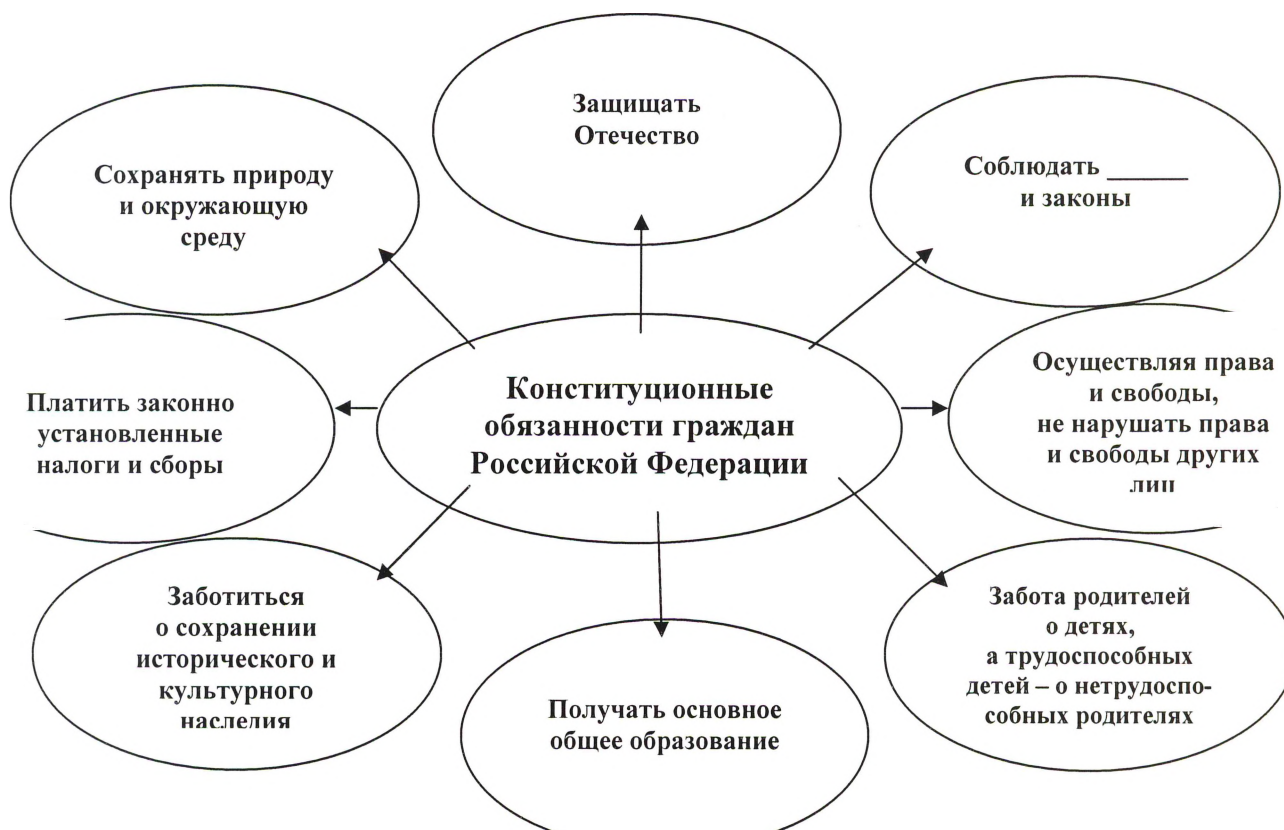 Защищать
Отечество
Сохранять природу
и окружающую
среду
Соблюдать ______
и законы
Платить законно
установленные
налоги и сборы
Конституционные
обязанности граждан
Российской Федерации
Осуществляя права
и свободы,
не нарушать права
и свободы других
лиц
Заботиться
о сохранении
исторического и
культурного
наследия
Получать основное
общее образование
Забота родителей
о детях,
а трудоспособных
детей – о нетрудоспо-
собных родителях